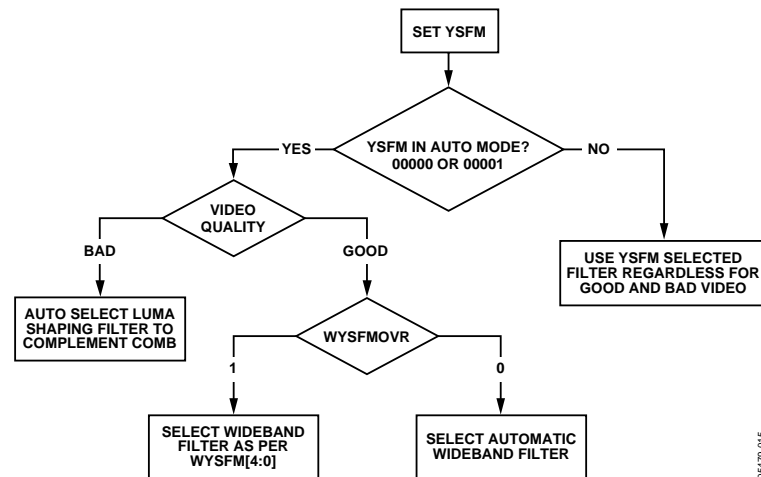 SET YSFM
YSFM IN AUTO MODE?
00000 OR 00001
YES
NO
VIDEO
QUALITY
BAD
GOOD
USE YSFM SELECTED
FILTER REGARDLESS FOR
GOOD AND BAD VIDEO
AUTO SELECT LUMA
SHAPING FILTER TO
COMPLEMENT COMB
WYSFMOVR
1
0
SELECT WIDEBAND
FILTER AS PER
WYSFM[4:0]
SELECT AUTOMATIC
WIDEBAND FILTER